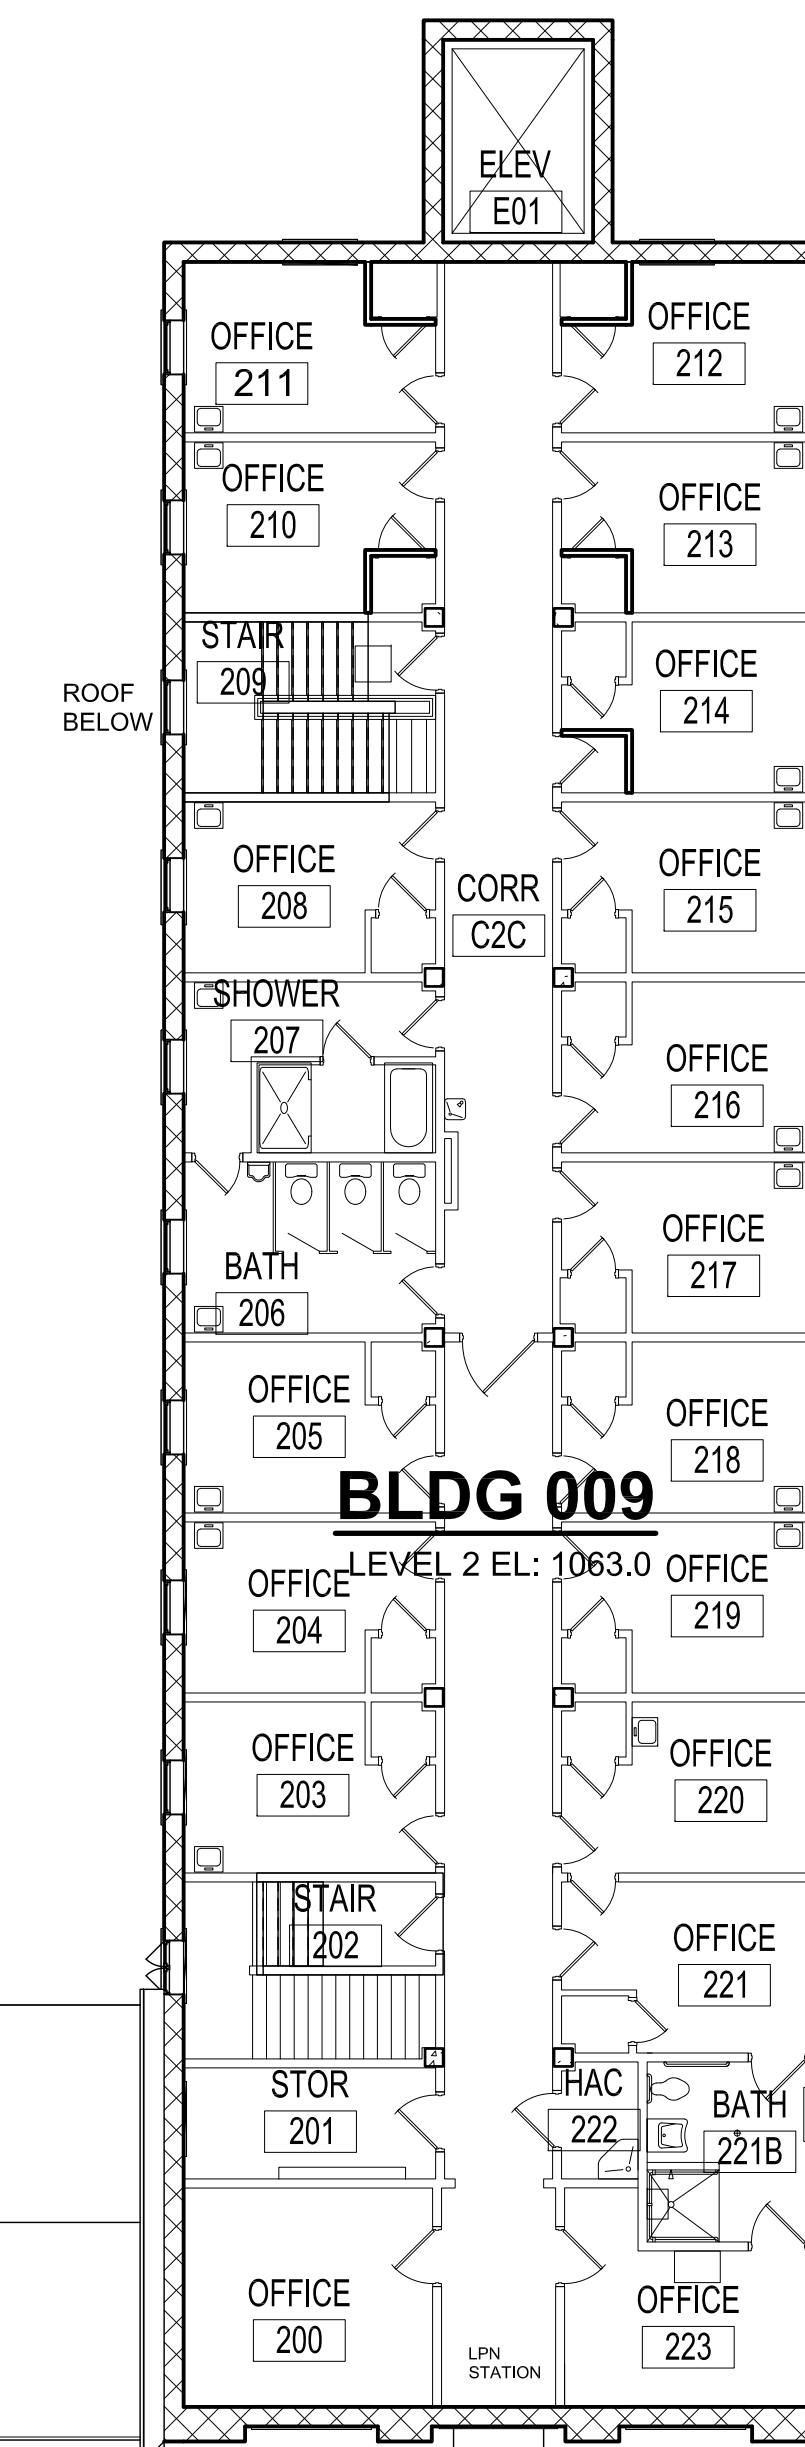 ELEV
E01
OFFICE
211
OFFICE
212
OFFICE
210
OFFICE
213
STAIR
209
OFFICE
214
ROOF
BELOW
OFFICE
208
CORR
C2C
OFFICE
215
SHOWER
207
OFFICE
216
BATH
206
OFFICE
217
OFFICE
205
OFFICE
218
BLDG 009
LEVEL 2 EL: 1063.0
OFFICE
204
OFFICE
219
OFFICE
203
OFFICE
220
STAIR
202
OFFICE
221
STOR
201
HAC
222
BATH
221B
OFFICE
200
OFFICE
223
LPN
STATION